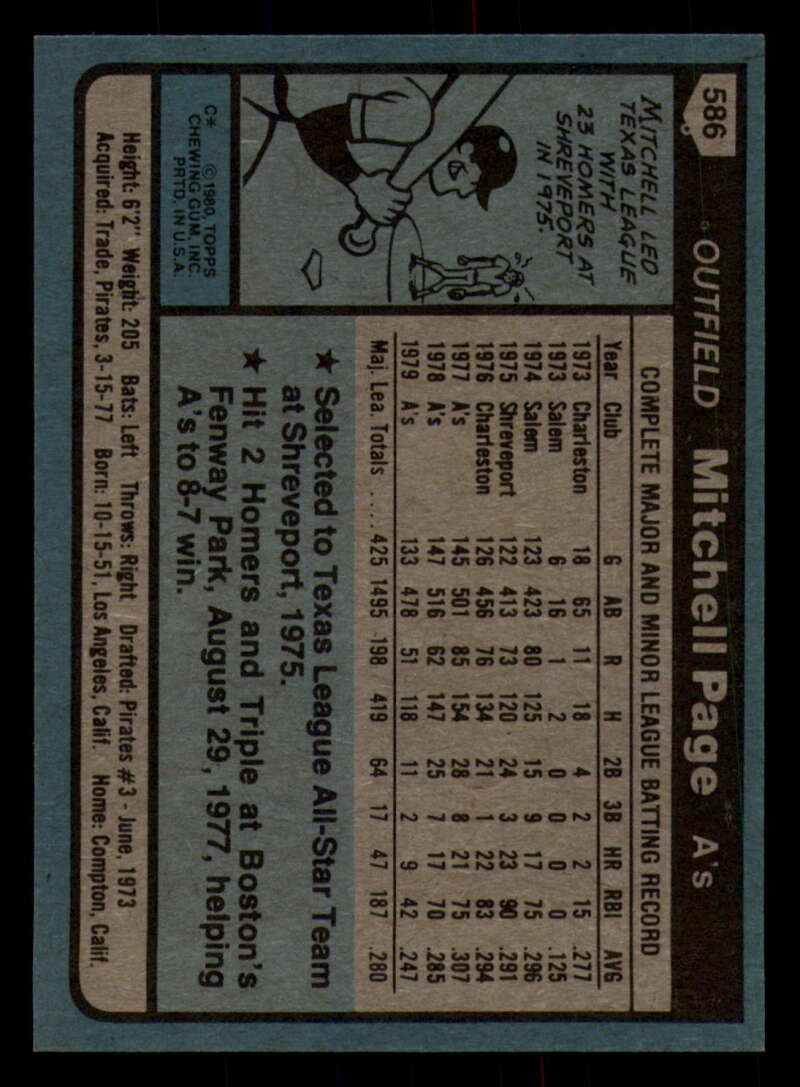 586 OUTFIELD Mitchell Page A's
MITCHELL LED
TEXAS LEAGUE
WITH
23 HOMERS AT
SHREVEPORT
IN 1975.
C* ©1980, TOPPS
CHEWING GUM, INC.
PRTD. IN U.S.A.
COMPLETE MAJOR AND MINOR LEAGUE BATTING RECORD
Year Club G AB R H 2B 3B HR RBI AVG
1973 Charleston 18 65 11 18 4 2 2 15 .277
1973 Salem 6 16 1 2 0 0 0 0 .125
1974 Salem 123 423 80 125 15 9 17 75 .296
1975 Shreveport 122 413 73 120 24 3 23 90 .291
1976 Charleston 126 456 76 134 21 1 22 83 .294
1977 A's 145 501 85 154 28 8 21 75 .307
1978 A's 147 516 62 147 25 7 17 70 .285
1979 A's 133 478 51 118 11 2 9 42 .247
Maj. Lea. Totals .... 425 1495 198 419 64 17 47 187 .280
★ Selected to Texas League All-Star Team
at Shreveport, 1975.
★ Hit 2 Homers and Triple at Boston's
Fenway Park, August 29, 1977, helping
A's to 8-7 win.
Height: 6'2" Weight: 205 Bats: Left Throws: Right Drafted: Pirates #3 - June, 1973
Acquired: Trade, Pirates, 3-15-77 Born: 10-15-51, Los Angeles, Calif. Home: Compton, Calif.